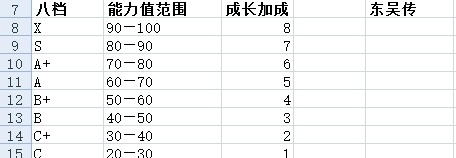 7 八档 能力值范围 成长加成 东吴传
8 X 90—100 8
9 S 80—90 7
10 A+ 70—80 6
11 A 60—70 5
12 B+ 50—60 4
13 B 40—50 3
14 C+ 30—40 2
15 C 20—30 1